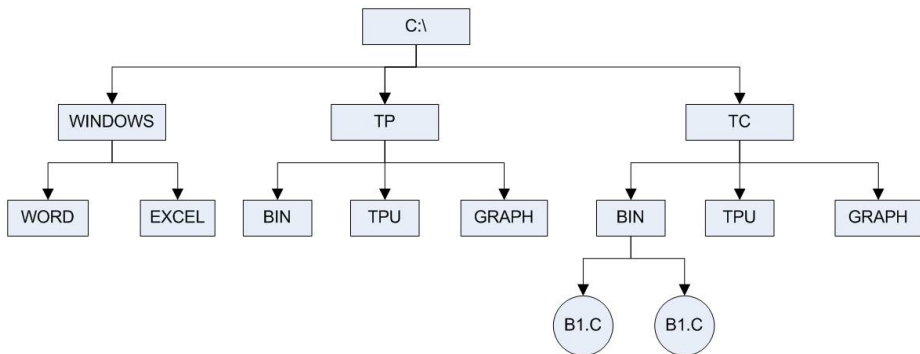 C:\
WINDOWS
TP
TC
WORD
EXCEL
BIN
TPU
GRAPH
BIN
TPU
GRAPH
B1.C
B1.C